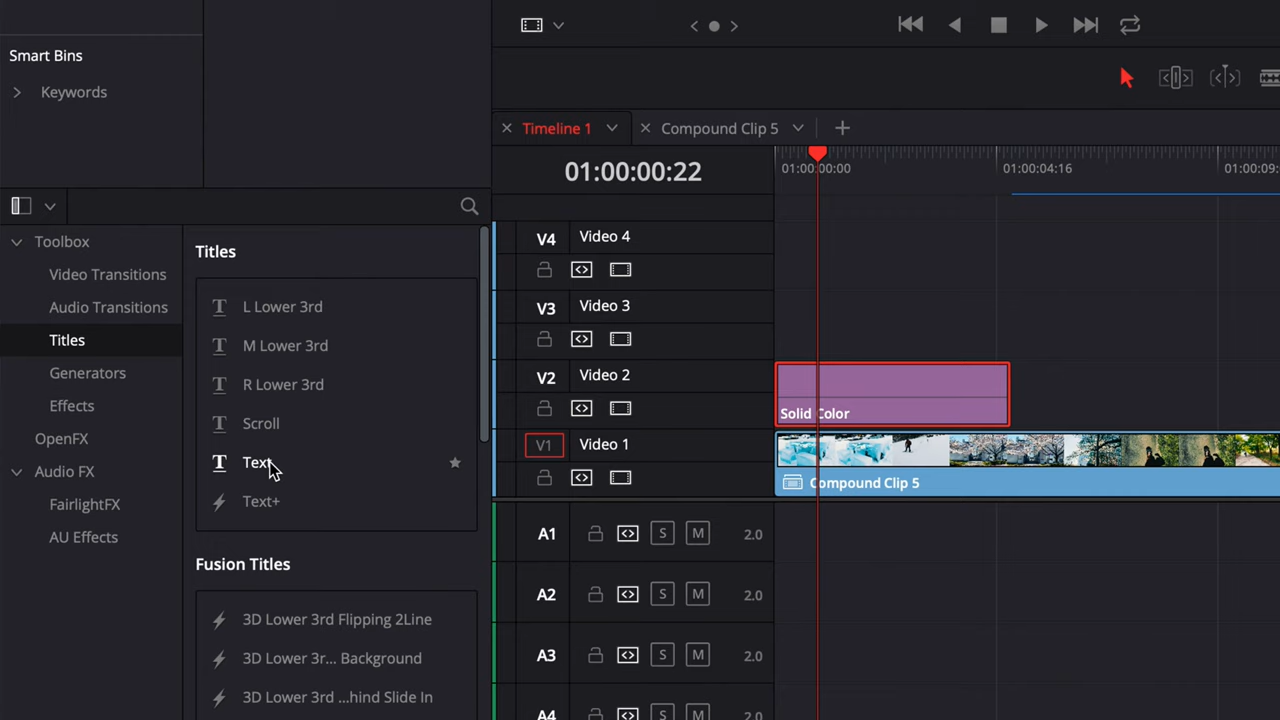 Smart Bins
Keywords
Timeline 1
Compound Clip 5
01:00:00:22
01:00:00:00
01:00:04:16
01:00:09:
Toolbox
Video Transitions
Audio Transitions
Titles
Generators
Effects
OpenFX
Audio FX
FairlightFX
AU Effects
Titles
L Lower 3rd
M Lower 3rd
R Lower 3rd
Scroll
Text
Text+
Fusion Titles
3D Lower 3rd Flipping 2Line
3D Lower 3r... Background
3D Lower 3rd ...hind Slide In
V4 Video 4
V3 Video 3
V2 Video 2
Solid Color
V1 Video 1
Compound Clip 5
A1 S M 2.0
A2 S M 2.0
A3 S M 2.0
A4 S M 2.0